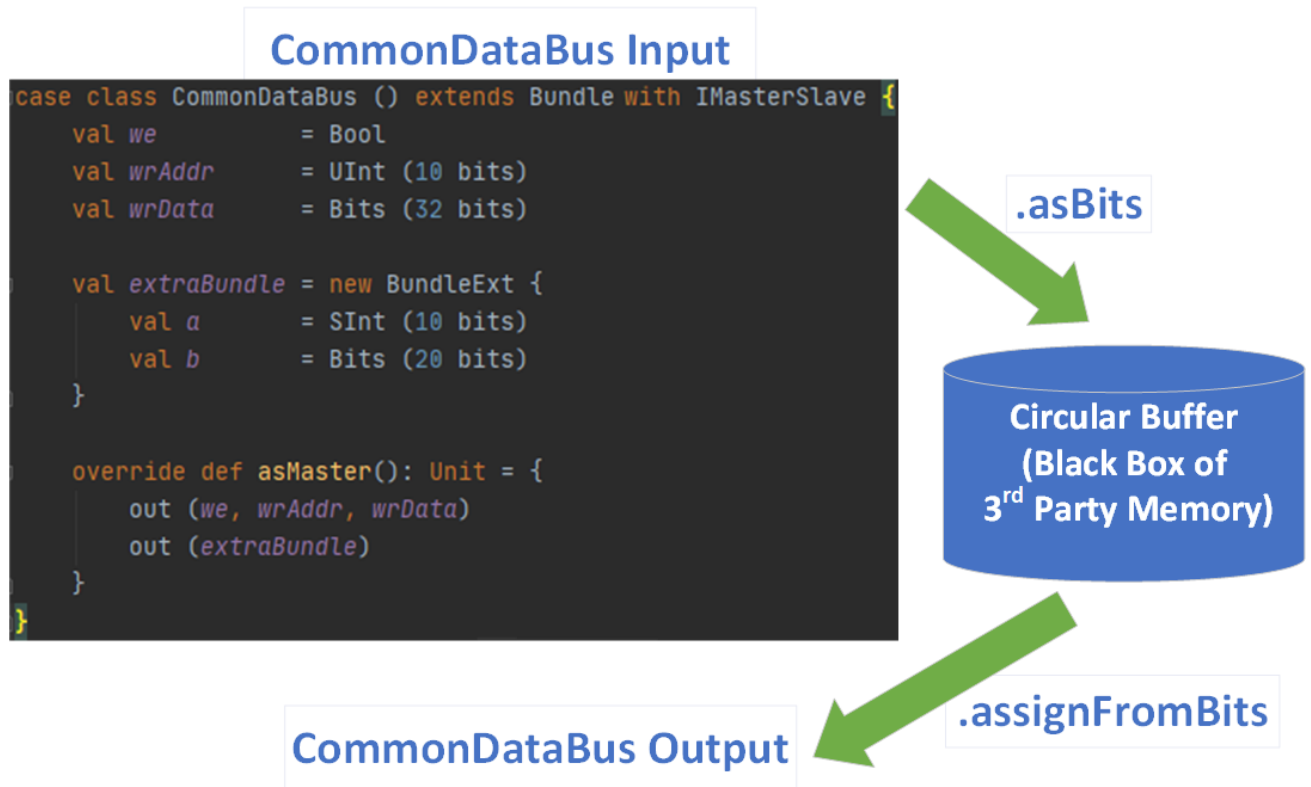 CommonDataBus Input
case class CommonDataBus () extends Bundle with IMasterSlave {
val we = Bool
val wrAddr = UInt (10 bits)
val wrData = Bits (32 bits)
val extraBundle = new BundleExt {
val a = SInt (10 bits)
val b = Bits (20 bits)
}
override def asMaster(): Unit = {
out (we, wrAddr, wrData)
out (extraBundle)
}
}
.asBits
Circular Buffer
(Black Box of
3rd Party Memory)
.assignFromBits
CommonDataBus Output